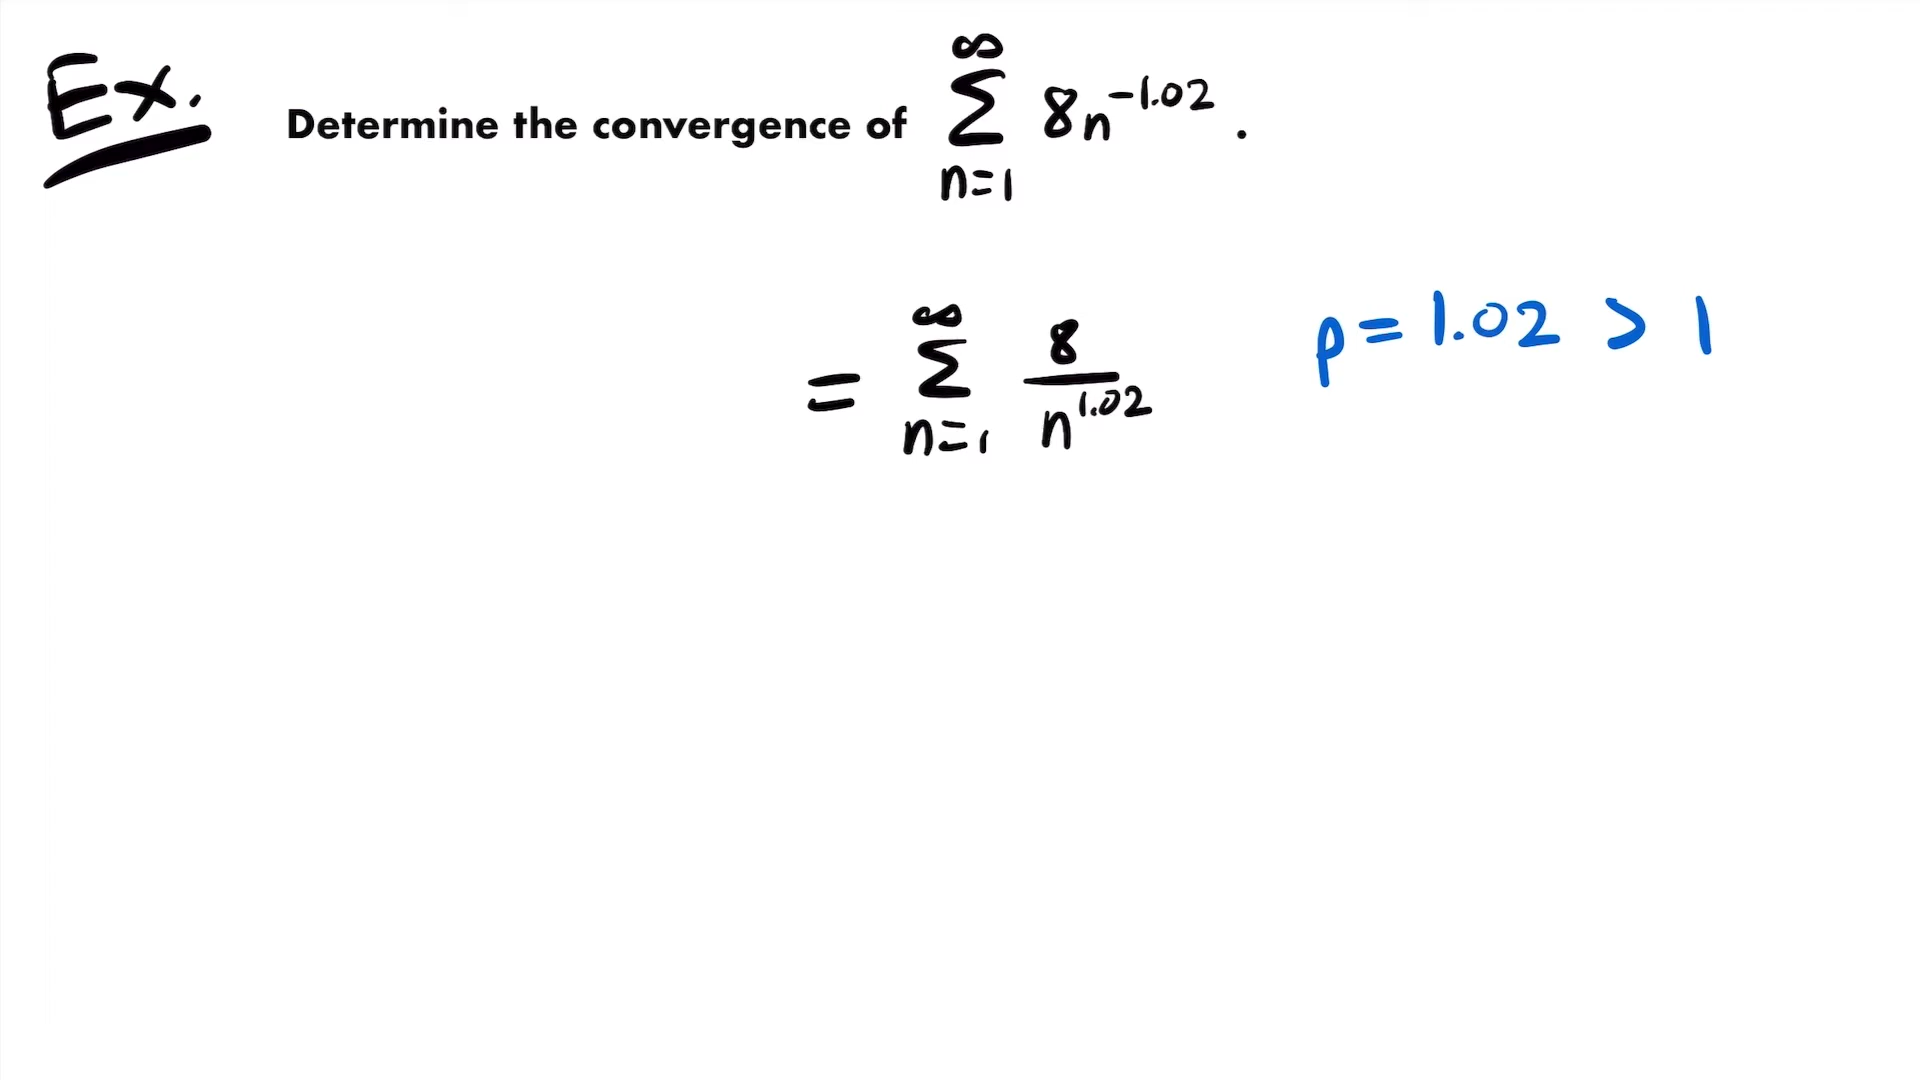 Ex. Determine the convergence of ∞∑n=1 8n^-1.02 .
= ∞∑n=1 8/n^1.02 p = 1.02 > 1